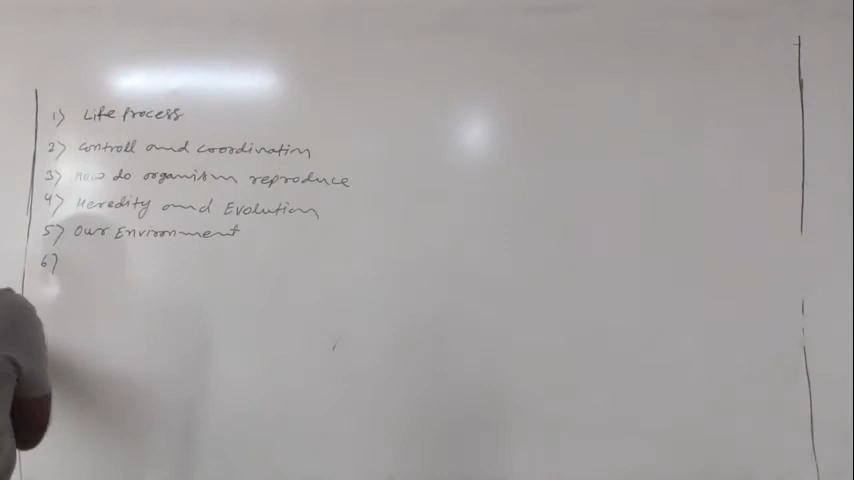 1) Life Process
2) Controll and coordination
3) How do organism reproduce
4) Heredity and Evolution
5) Our Environment
6)